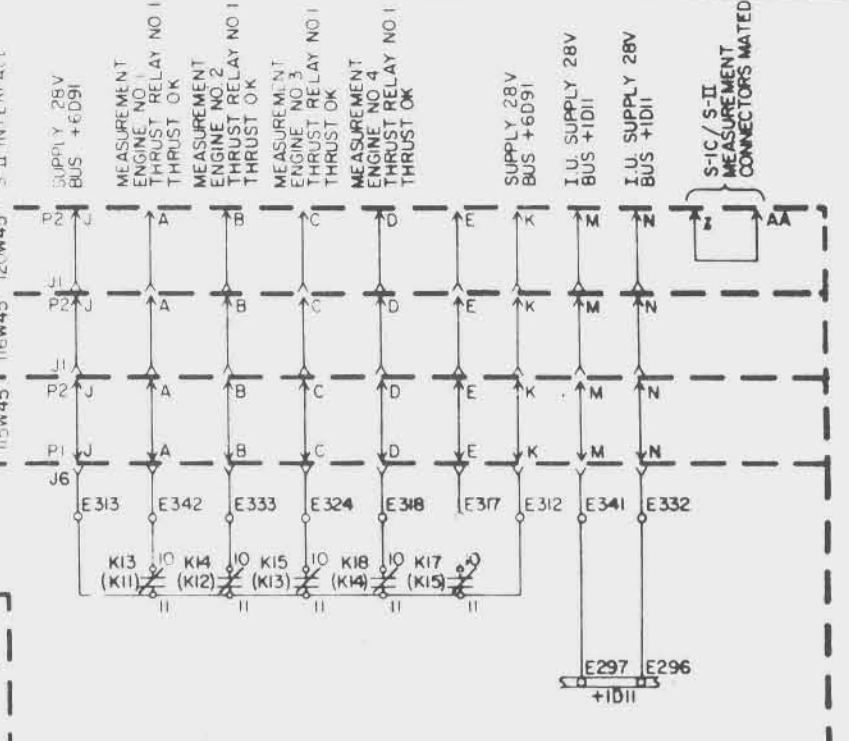 SUPPLY 28V
BUS +6D91
MEASUREMENT
ENGINE NO. 1
THRUST RELAY NO 1
THRUST OK
MEASUREMENT
ENGINE NO. 2
THRUST RELAY NO 1
THRUST OK
MEASUREMENT
ENGINE NO 3
THRUST RELAY NO 1
THRUST OK
MEASUREMENT
ENGINE NO 4
THRUST RELAY NO 1
THRUST OK
SUPPLY 28V
BUS +6D91
I.U. SUPPLY 28V
BUS +1D11
I.U. SUPPLY 28V
BUS +1D11
S-IC / S-II
MEASUREMENT
CONNECTORS MATED
P2 J A B C D E K M N Z AA
J1
P2 J A B C D E K M N
116W45
J1
P2 J A B C D E K M N
115W45
P1 J A B C D E K M N
J6
E313 E342 E333 E324 E318 E317 E312 E341 E332
K13 10 K14 10 K15 10 K18 10 K17 10
(K11) (K12) (K13) (K14) (K15)
11 11 11 11 11
E297 E296
+1D11